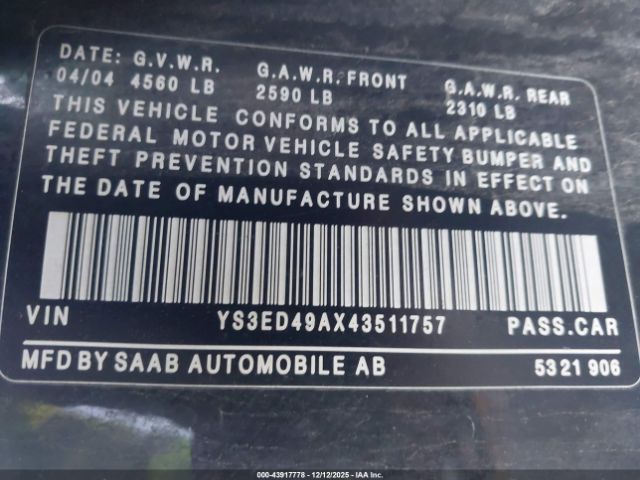 DATE: G.V.W.R. G.A.W.R. FRONT G.A.W.R. REAR
04/04 4560 LB 2590 LB 2310 LB
THIS VEHICLE CONFORMS TO ALL APPLICABLE
FEDERAL MOTOR VEHICLE SAFETY BUMPER AND
THEFT PREVENTION STANDARDS IN EFFECT ON
THE DATE OF MANUFACTURE SHOWN ABOVE.
VIN YS3ED49AX43511757 PASS.CAR
MFD BY SAAB AUTOMOBILE AB 5321906
000-43917778 - 12/12/2025 - IAAI.com